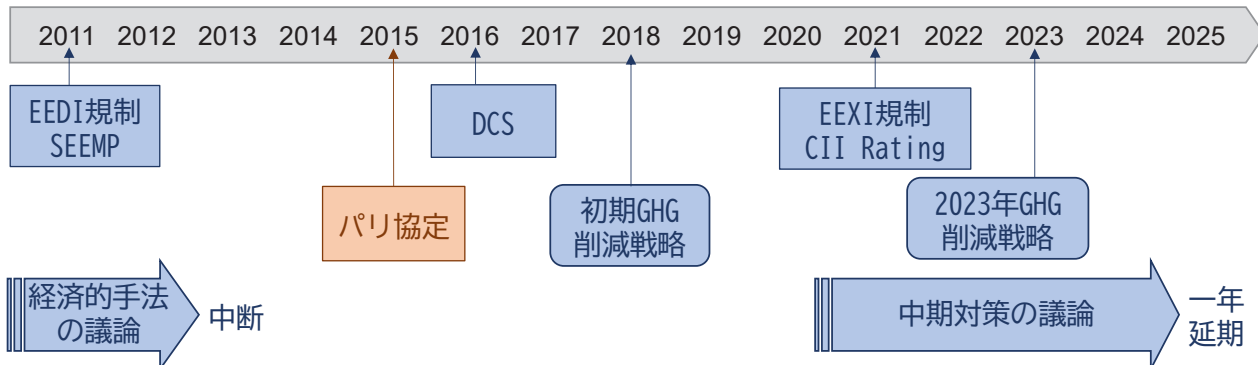 2011 2012 2013 2014 2015 2016 2017 2018 2019 2020 2021 2022 2023 2024 2025
EEDI規制
SEEMP
DCS
EEXI規制
CII Rating
パリ協定
初期GHG
削減戦略
2023年GHG
削減戦略
経済的手法
の議論
中断
中期対策の議論
一年
延期